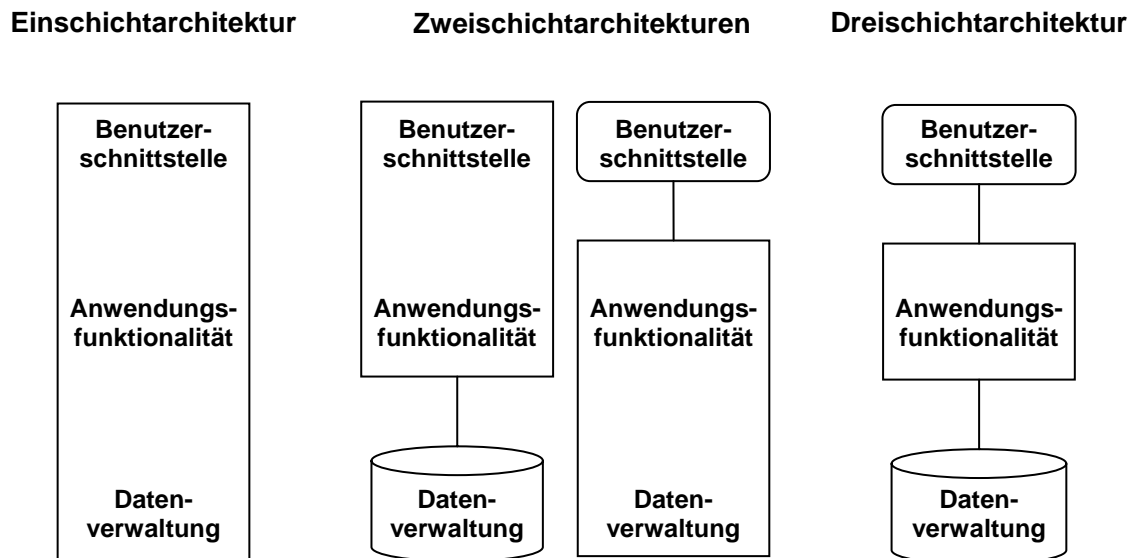 Einschichtarchitektur
Zweischichtarchitekturen
Dreischichtarchitektur
Benutzer-
schnittstelle
Anwendungs-
funktionalität
Daten-
verwaltung
Benutzer-
schnittstelle
Anwendungs-
funktionalität
Daten-
verwaltung
Benutzer-
schnittstelle
Anwendungs-
funktionalität
Daten-
verwaltung
Benutzer-
schnittstelle
Anwendungs-
funktionalität
Daten-
verwaltung